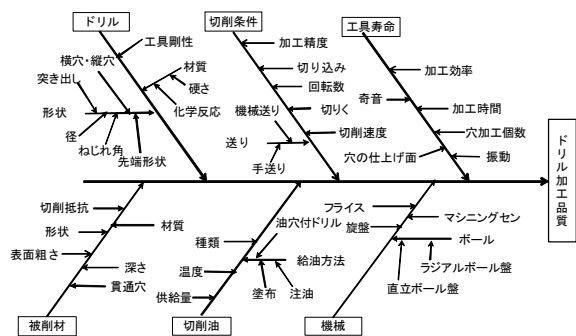 ドリル
切削条件
工具寿命
工具剛性
横穴・縦穴
突き出し
形状
径
ねじれ角
先端形状
材質
硬さ
化学反応
加工精度
切り込み
回転数
切りく
切削速度
機械送り
送り
手送り
加工効率
奇音
加工時間
穴加工個数
穴の仕上げ面
振動
ドリル加工品質
切削抵抗
形状
材質
表面粗さ
深さ
貫通穴
被削材
種類
油穴付ドリル
温度
給油方法
供給量
塗布
注油
切削油
フライス
マシニングセン
旋盤
ボール
ラジアルボール盤
直立ボール盤
機械